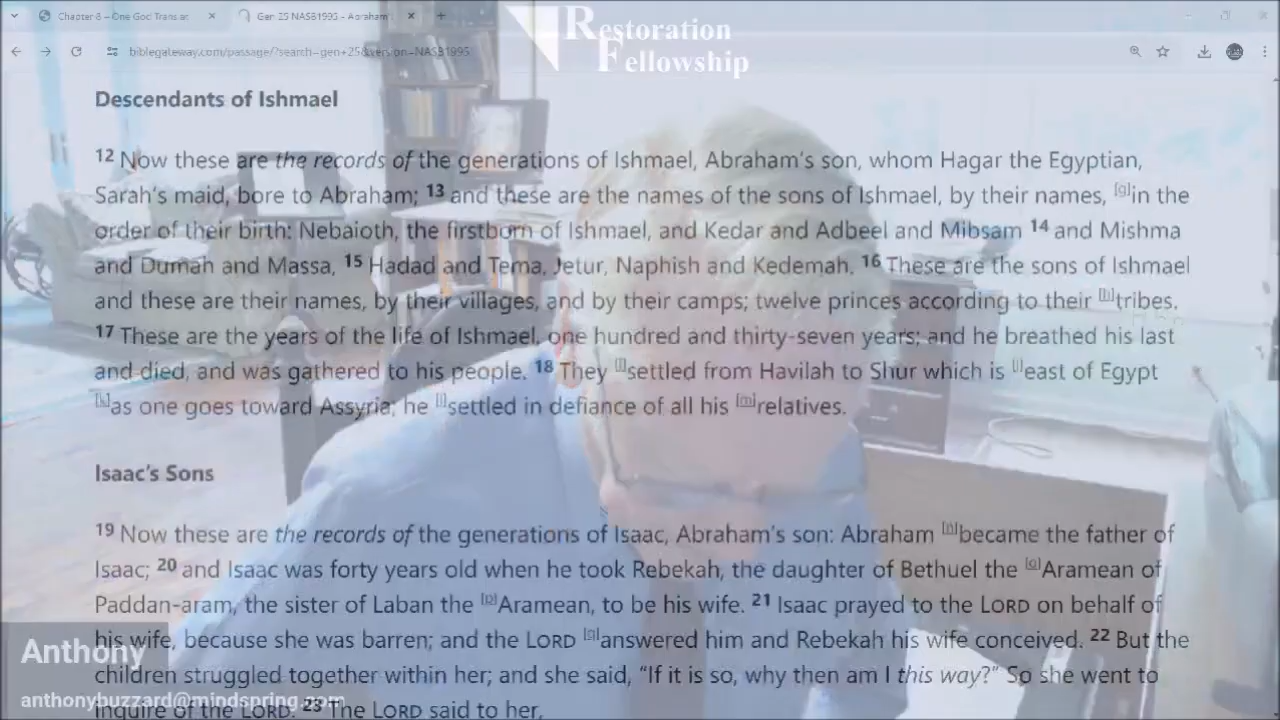 Chapter 8 – One God Translat
Gen 25 NASB1995 - Abraham
Restoration
Fellowship
biblegateway.com/passage/?search=gen+25&version=NASB1995
Descendants of Ishmael
12 Now these are the records of the generations of Ishmael, Abraham's son, whom Hagar the Egyptian,
Sarah's maid, bore to Abraham; 13 and these are the names of the sons of Ishmael, by their names, [g]in the
order of their birth: Nebaioth, the firstborn of Ishmael, and Kedar and Adbeel and Mibsam 14 and Mishma
and Dumah and Massa, 15 Hadad and Tema, Jetur, Naphish and Kedemah. 16 These are the sons of Ishmael
and these are their names, by their villages, and by their camps; twelve princes according to their [h]tribes.
17 These are the years of the life of Ishmael, one hundred and thirty-seven years; and he breathed his last
and died, and was gathered to his people. 18 They [i]settled from Havilah to Shur which is [j]east of Egypt
[k]as one goes toward Assyria; he [l]settled in defiance of all his [m]relatives.
Isaac's Sons
19 Now these are the records of the generations of Isaac, Abraham's son: Abraham [n]became the father of
Isaac; 20 and Isaac was forty years old when he took Rebekah, the daughter of Bethuel the [o]Aramean of
Paddan-aram, the sister of Laban the [p]Aramean, to be his wife. 21 Isaac prayed to the LORD on behalf of
his wife, because she was barren; and the LORD [q]answered him and Rebekah his wife conceived. 22 But the
children struggled together within her; and she said, “If it is so, why then am I this way?” So she went to
inquire of the LORD. 23 The LORD said to her,
Anthony
anthonybuzzard@mindspring.com